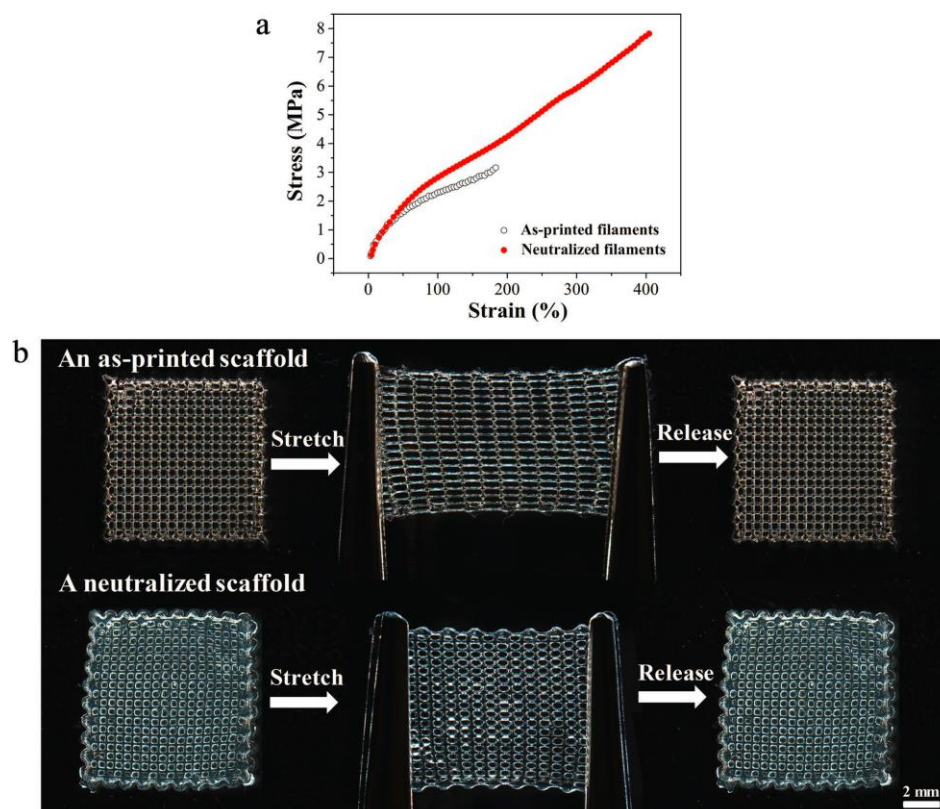 a
8
7
6
5
4
3
2
1
0
Stress (MPa)
As-printed filaments
Neutralized filaments
0 100 200 300 400
Strain (%)
b
An as-printed scaffold
Stretch
Release
A neutralized scaffold
Stretch
Release
2 mm